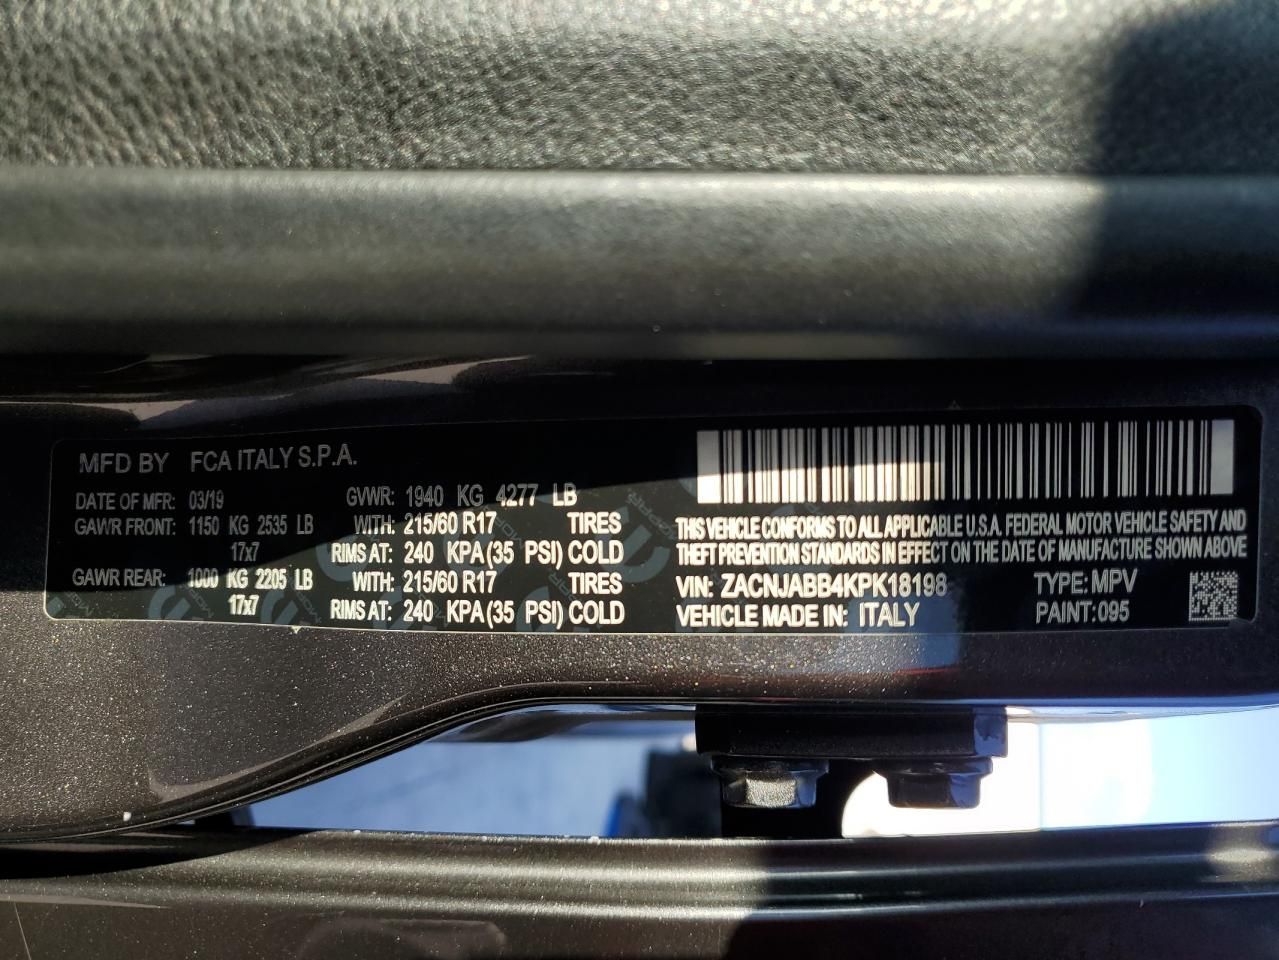 MFD BY FCA ITALY S.P.A.
DATE OF MFR: 03/19 GVWR: 1940 KG 4277 LB
GAWR FRONT: 1150 KG 2535 LB WITH: 215/60 R17 TIRES
17x7 RIMS AT: 240 KPA (35 PSI) COLD
GAWR REAR: 1000 KG 2205 LB WITH: 215/60 R17 TIRES
17x7 RIMS AT: 240 KPA (35 PSI) COLD
THIS VEHICLE CONFORMS TO ALL APPLICABLE U.S.A. FEDERAL MOTOR VEHICLE SAFETY AND
THEFT PREVENTION STANDARDS IN EFFECT ON THE DATE OF MANUFACTURE SHOWN ABOVE
VIN: ZACNJABB4KPK18198 TYPE: MPV
VEHICLE MADE IN: ITALY PAINT: 095